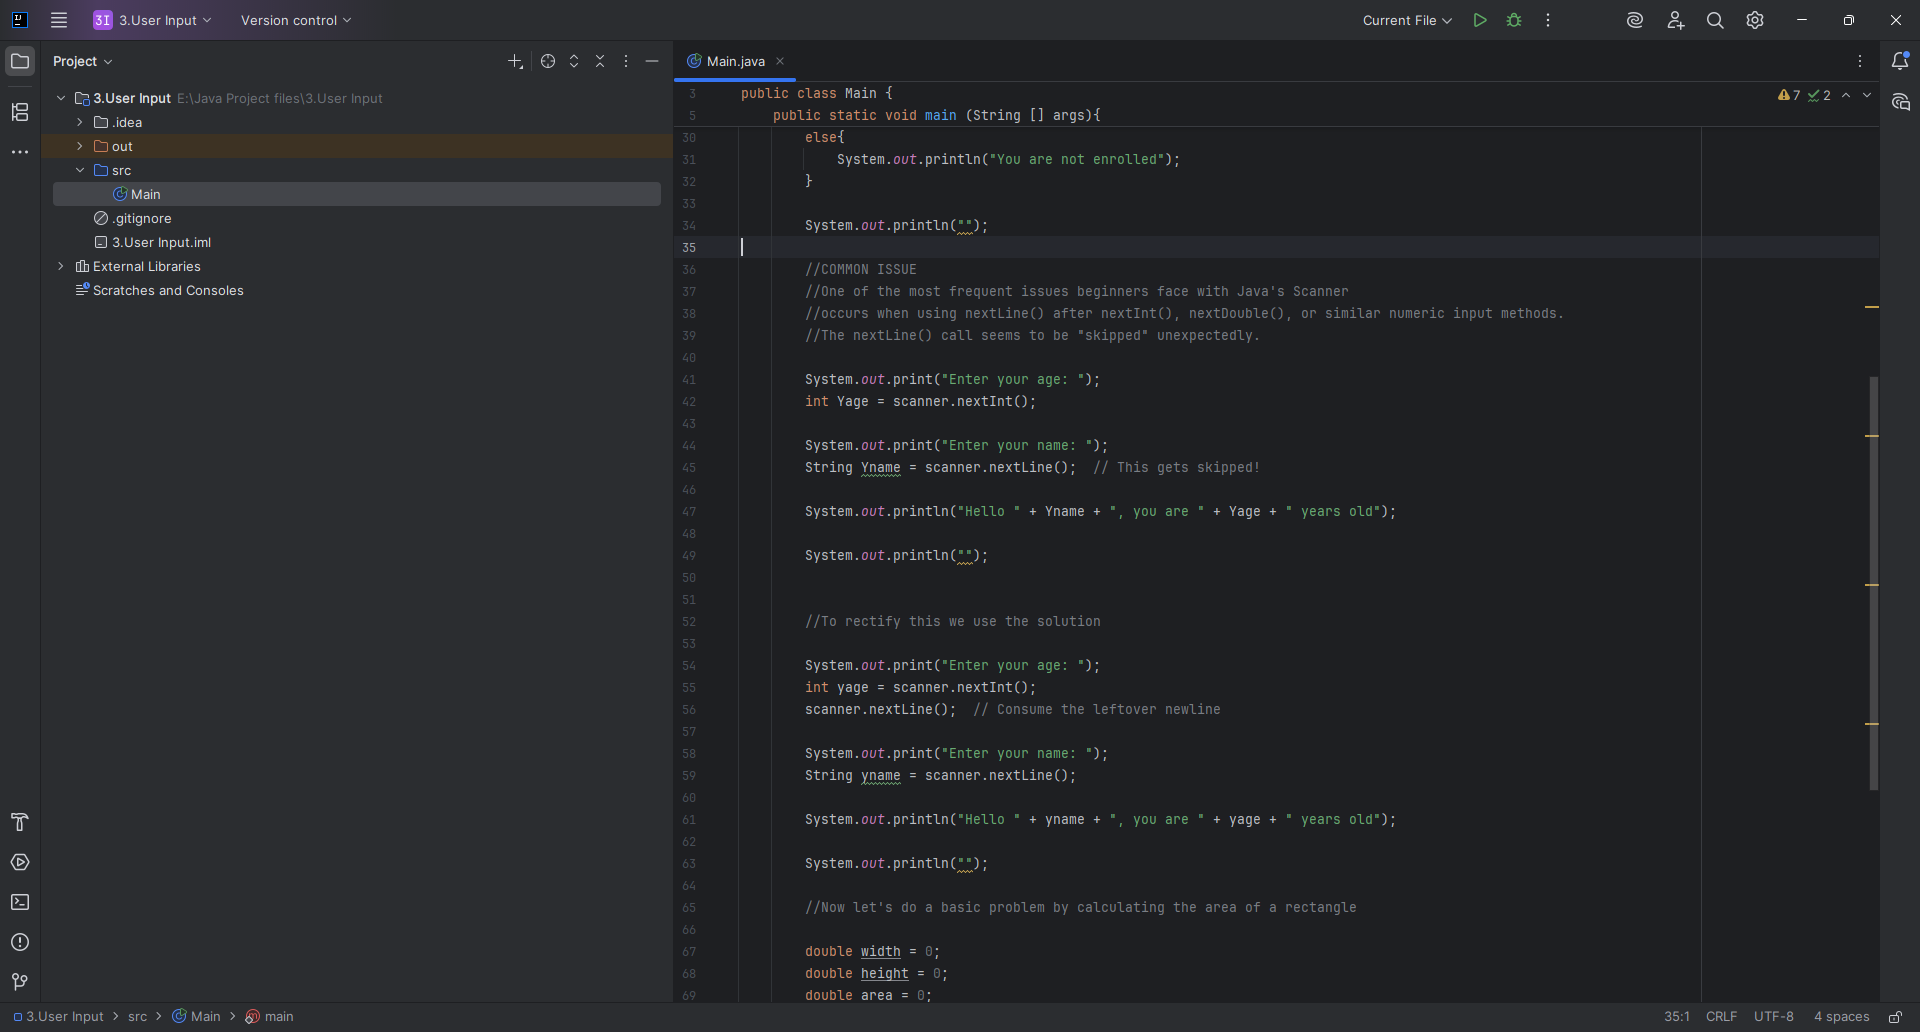 3I 3.User Input Version control Current File
Project
Main.java
3.User Input E:\Java Project files\3.User Input
.idea
out
src
Main
.gitignore
3.User Input.iml
External Libraries
Scratches and Consoles
7 2
3 public class Main {
5 public static void main (String [] args){
30 else{
31 System.out.println("You are not enrolled");
32 }
33
34 System.out.println("");
35
36 //COMMON ISSUE
37 //One of the most frequent issues beginners face with Java's Scanner
38 //occurs when using nextLine() after nextInt(), nextDouble(), or similar numeric input methods.
39 //The nextLine() call seems to be "skipped" unexpectedly.
40
41 System.out.print("Enter your age: ");
42 int Yage = scanner.nextInt();
43
44 System.out.print("Enter your name: ");
45 String Yname = scanner.nextLine();  // This gets skipped!
46
47 System.out.println("Hello " + Yname + ", you are " + Yage + " years old");
48
49 System.out.println("");
50
51
52 //To rectify this we use the solution
53
54 System.out.print("Enter your age: ");
55 int yage = scanner.nextInt();
56 scanner.nextLine();  // Consume the leftover newline
57
58 System.out.print("Enter your name: ");
59 String yname = scanner.nextLine();
60
61 System.out.println("Hello " + yname + ", you are " + yage + " years old");
62
63 System.out.println("");
64
65 //Now let's do a basic problem by calculating the area of a rectangle
66
67 double width = 0;
68 double height = 0;
69 double area = 0;
3.User Input > src > Main > main 35:1 CRLF UTF-8 4 spaces